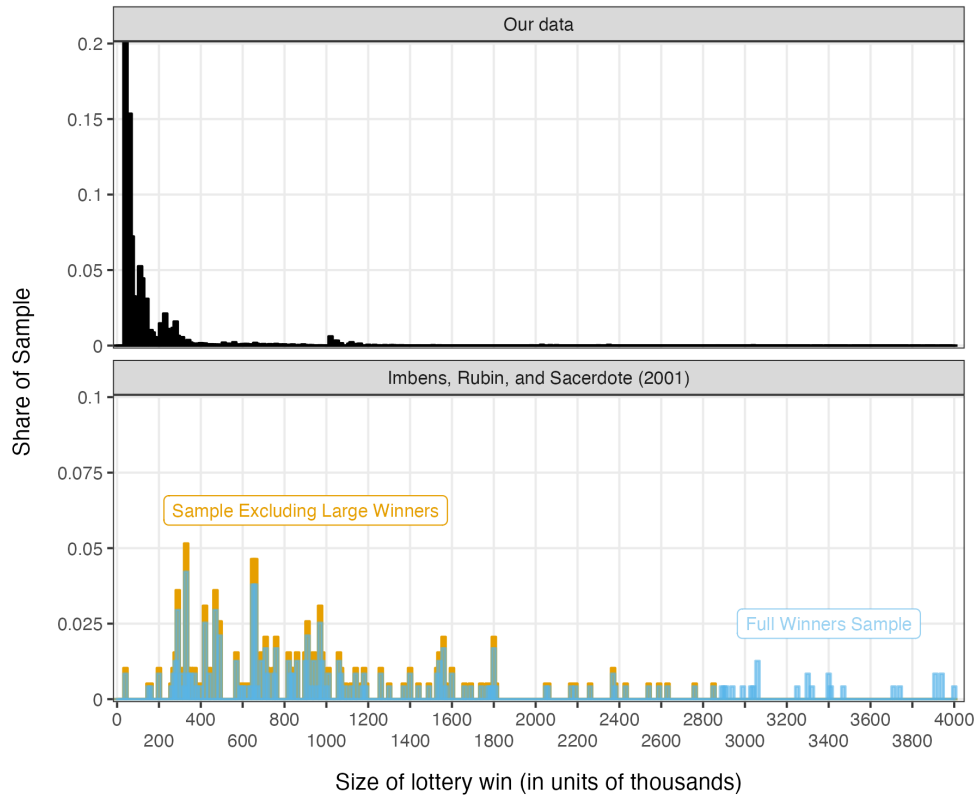 Our data
0.2
0.15
0.1
0.05
0
Share of Sample
Imbens, Rubin, and Sacerdote (2001)
0.1
0.075
0.05
0.025
0
Sample Excluding Large Winners
Full Winners Sample
0 400 800 1200 1600 2000 2400 2800 3200 3600 4000
200 600 1000 1400 1800 2200 2600 3000 3400 3800
Size of lottery win (in units of thousands)